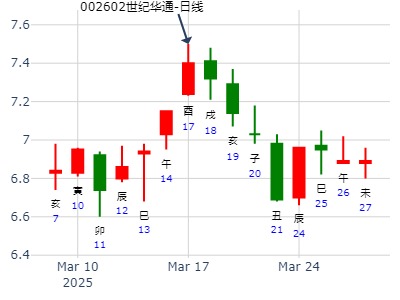 002602世纪华通-日线
7.6
7.4
7.2
7
6.8
6.6
6.4
亥
7
寅
10
卯
11
辰
12
巳
13
午
14
酉
17
戌
18
亥
19
子
20
丑
21
辰
24
巳
25
午
26
未
27
Mar 10
2025
Mar 17
Mar 24